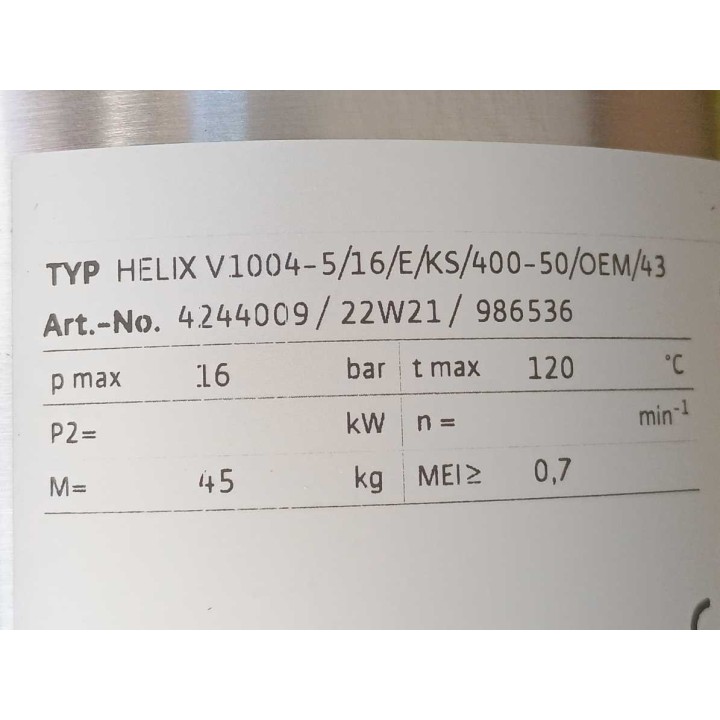 TYP HELIX V1004-5/16/E/KS/400-50/OEM/43
Art.-No. 4244009 / 22W21 / 986536
p max 16 bar t max 120 °C
P2= kW n = min⁻¹
M= 45 kg MEI≥ 0,7